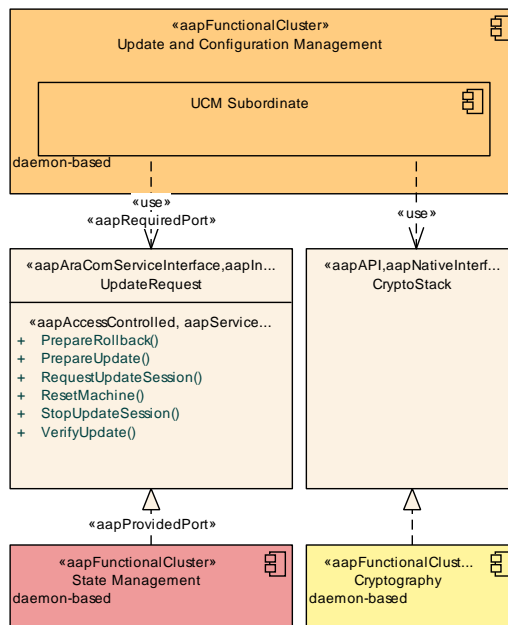 «aapFunctionalCluster»
Update and Configuration Management
UCM Subordinate
daemon-based
«use»
«aapRequiredPort»
«use»
«aapAraComServiceInterface,aapIn...
UpdateRequest
«aapAccessControlled, aapService...
+ PrepareRollback()
+ PrepareUpdate()
+ RequestUpdateSession()
+ ResetMachine()
+ StopUpdateSession()
+ VerifyUpdate()
«aapAPI,aapNativeInterf...
CryptoStack
«aapProvidedPort»
«aapFunctionalCluster»
State Management
daemon-based
«aapFunctionalClust...
Cryptography
daemon-based